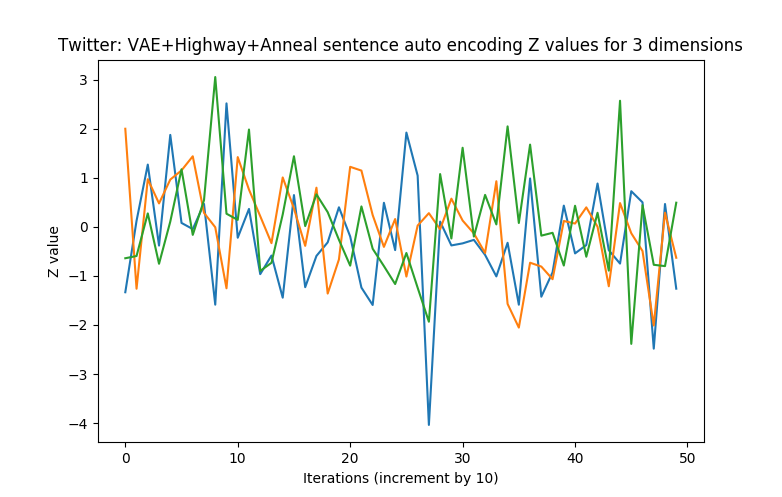 Twitter: VAE+Highway+Anneal sentence auto encoding Z values for 3 dimensions
3
2
1
0
−1
−2
−3
−4
Z value
0 10 20 30 40 50
Iterations (increment by 10)